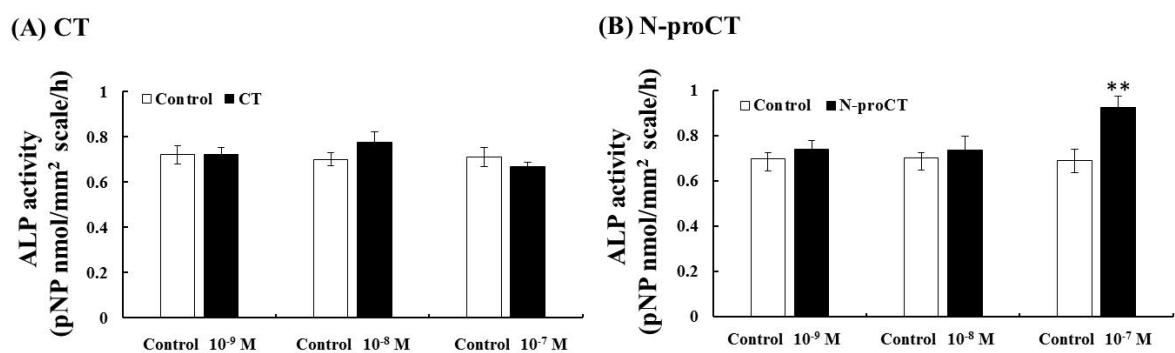 (A) CT
ALP activity
(pNP nmol/mm² scale/h)
Control CT
1
0.8
0.6
0.4
0.2
0
Control 10⁻⁹ M Control 10⁻⁸ M Control 10⁻⁷ M
(B) N-proCT
ALP activity
(pNP nmol/mm² scale/h)
Control N-proCT
**
1
0.8
0.6
0.4
0.2
0
Control 10⁻⁹ M Control 10⁻⁸ M Control 10⁻⁷ M